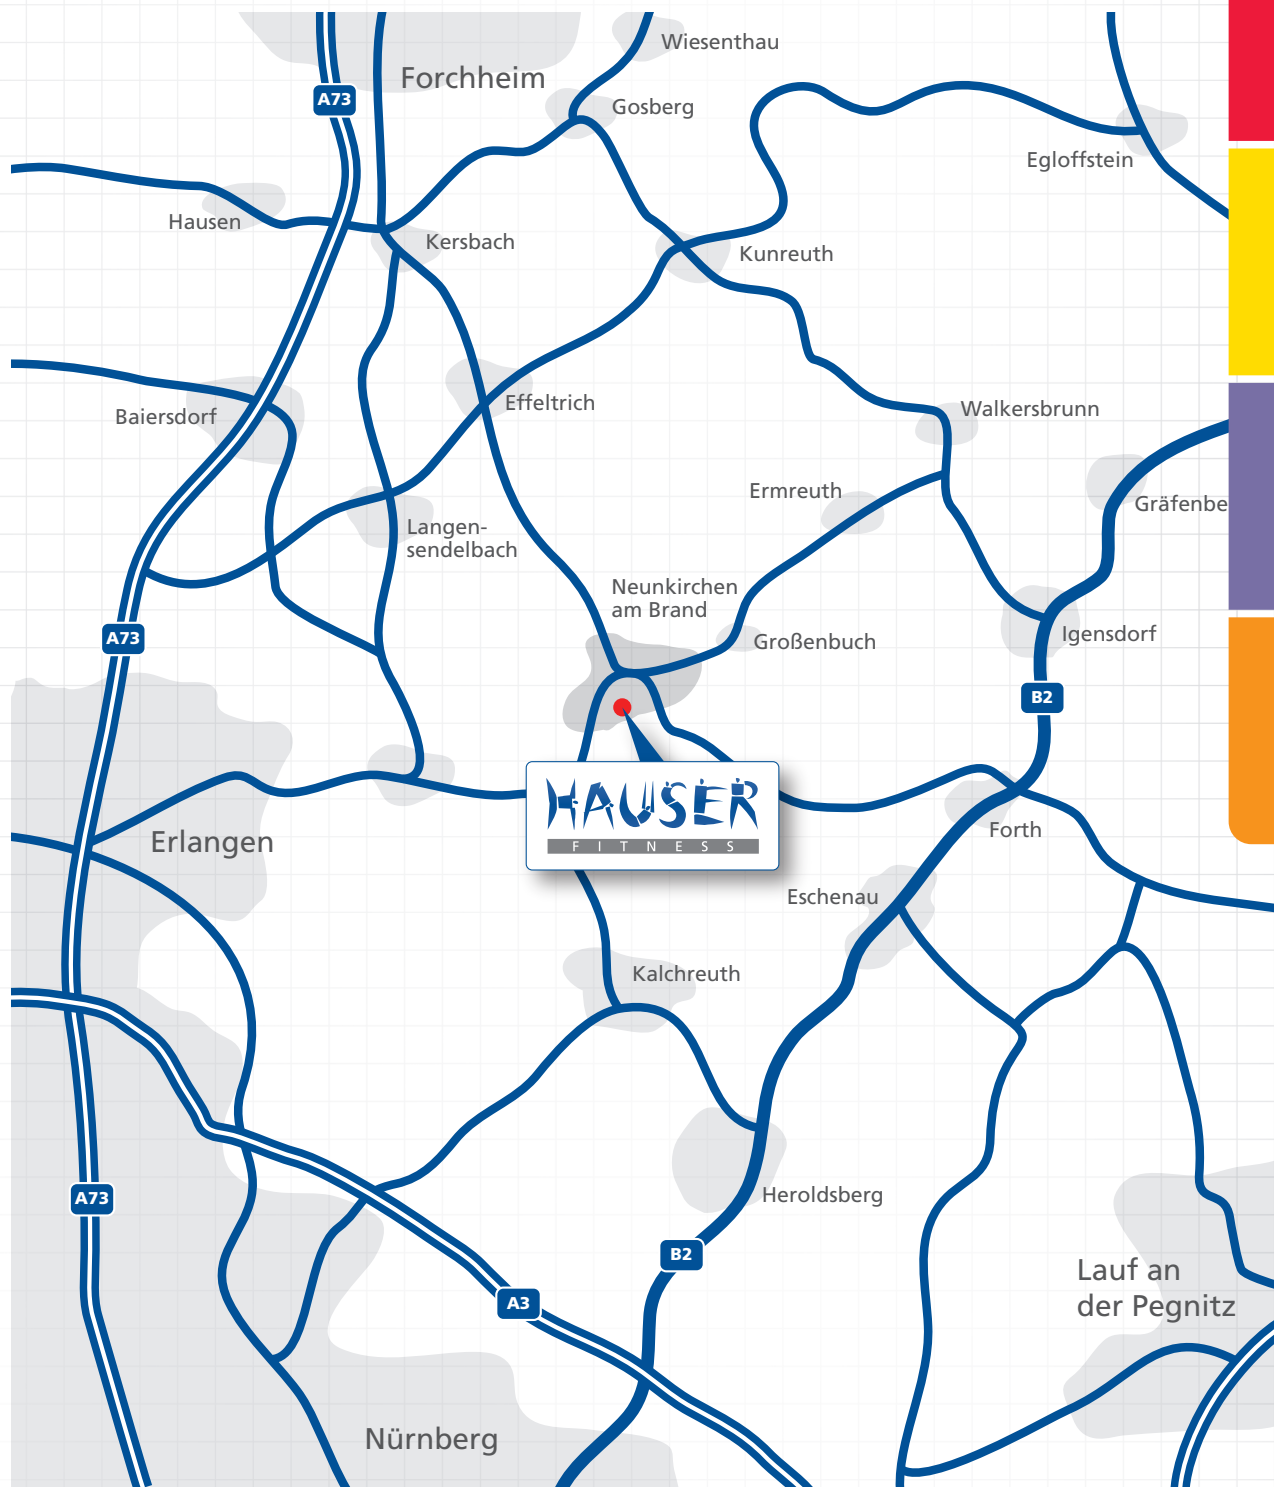 Wiesenthau
Forchheim
A73
Gosberg
Egloffstein
Hausen
Kersbach
Kunreuth
Baiersdorf
Effeltrich
Walkersbrunn
Ermreuth
Gräfenbe
Langen-
sendelbach
Neunkirchen
am Brand
A73
Großenbuch
Igensdorf
B2
HAUSER
FITNESS
Erlangen
Forth
Eschenau
Kalchreuth
A73
Heroldsberg
B2
A3
Lauf an
der Pegnitz
Nürnberg